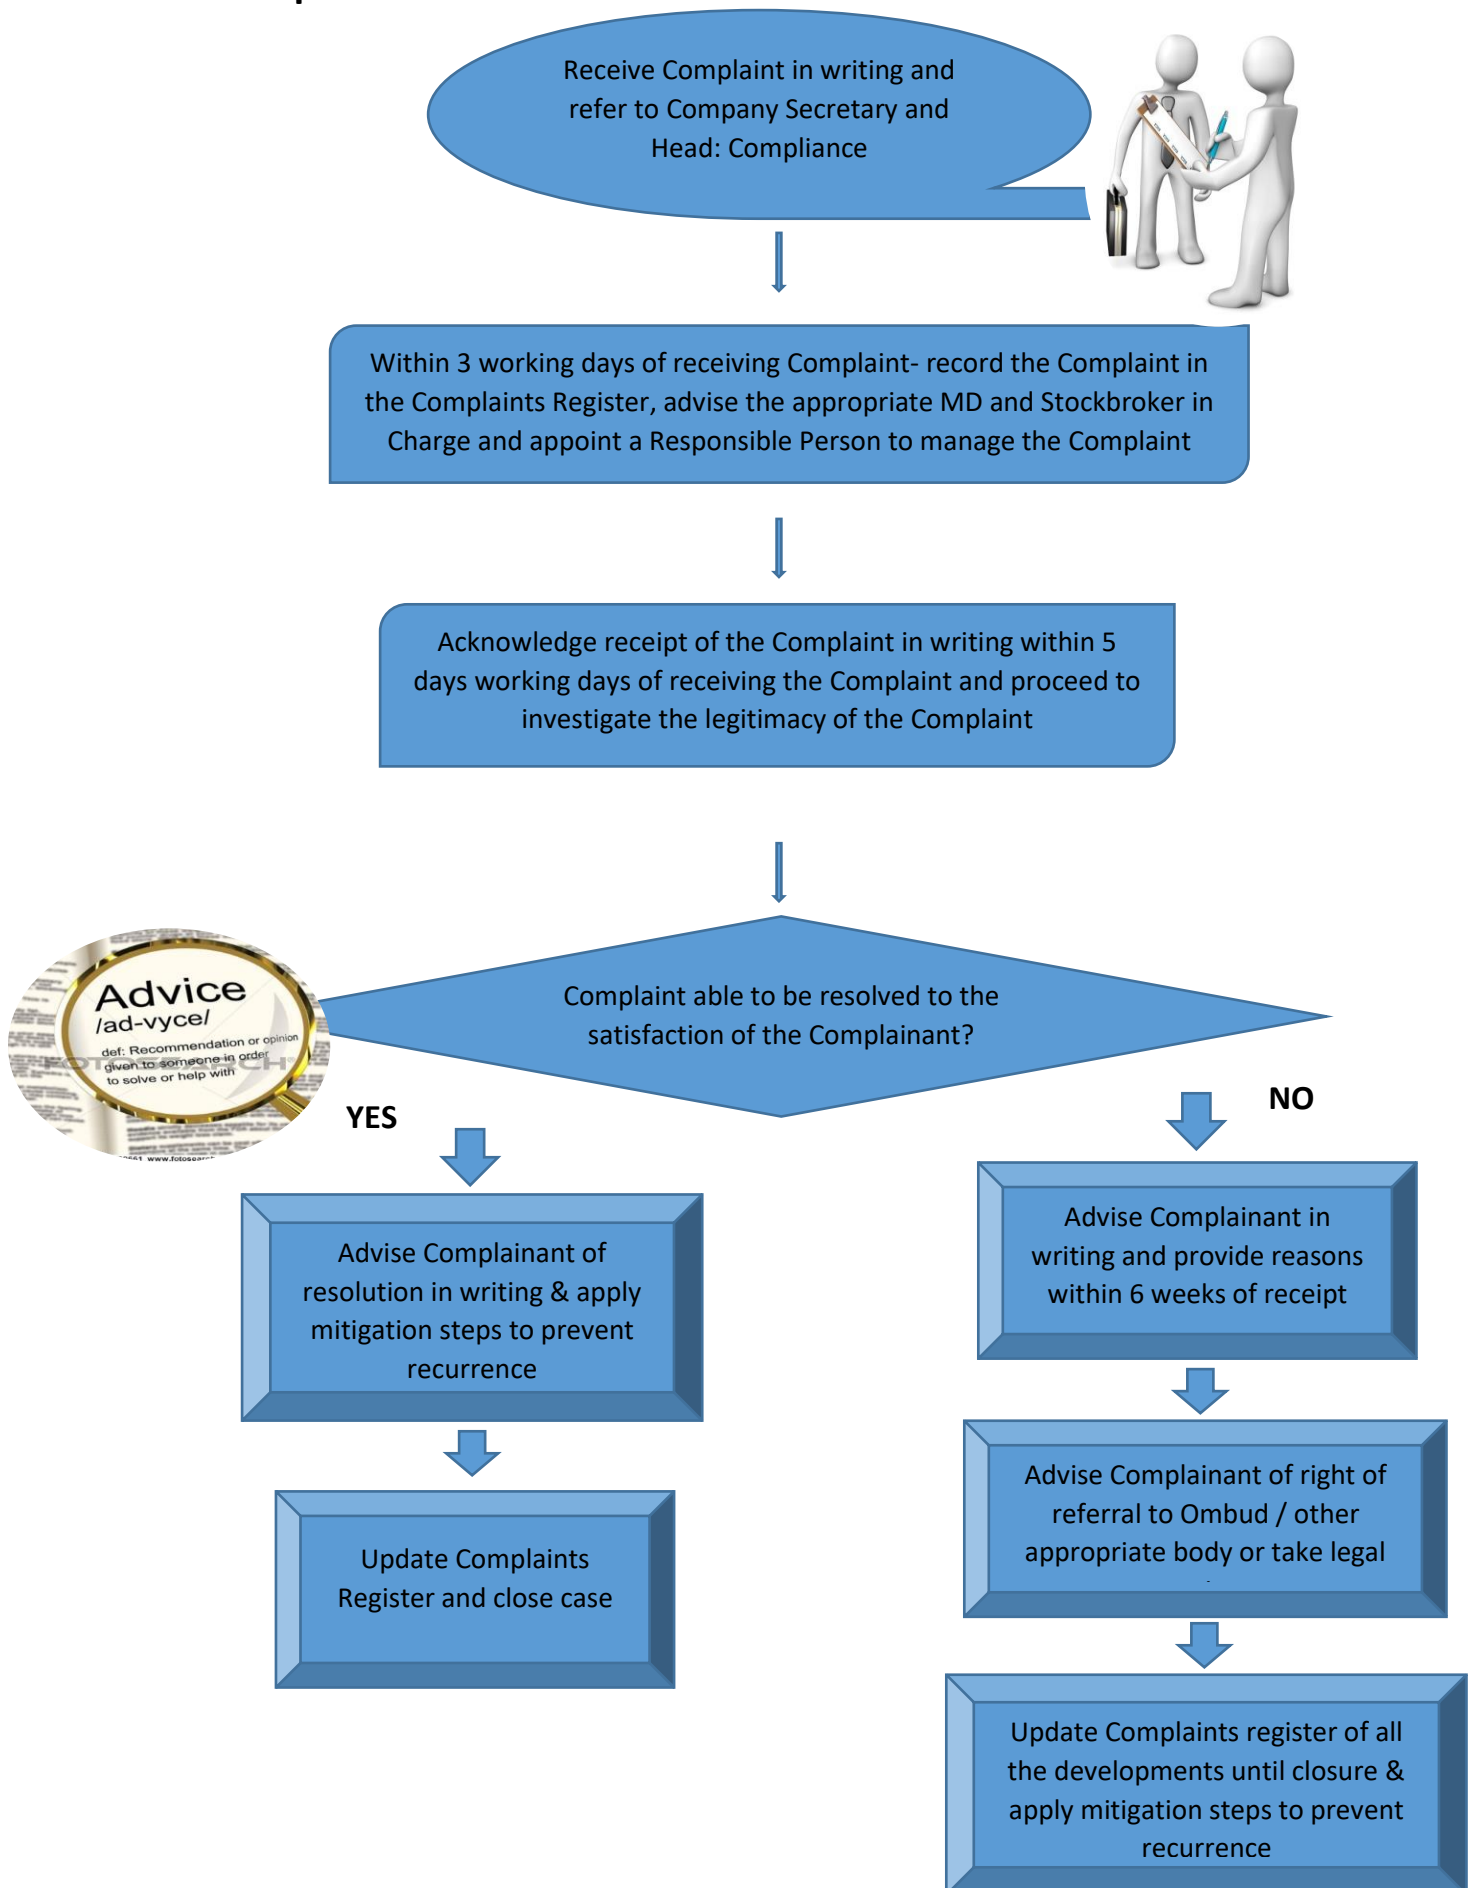 Receive Complaint in writing and
refer to Company Secretary and
Head: Compliance
Within 3 working days of receiving Complaint- record the Complaint in
the Complaints Register, advise the appropriate MD and Stockbroker in
Charge and appoint a Responsible Person to manage the Complaint
Acknowledge receipt of the Complaint in writing within 5
days working days of receiving the Complaint and proceed to
investigate the legitimacy of the Complaint
Complaint able to be resolved to the
satisfaction of the Complainant?
Advice
/ad-vyce/
def: Recommendation or opinion
given to someone in order
to solve or help with
FOTOSEARCH
www.fotosearch
YES
NO
Advise Complainant of
resolution in writing & apply
mitigation steps to prevent
recurrence
Update Complaints
Register and close case
Advise Complainant in
writing and provide reasons
within 6 weeks of receipt
Advise Complainant of right of
referral to Ombud / other
appropriate body or take legal
Update Complaints register of all
the developments until closure &
apply mitigation steps to prevent
recurrence